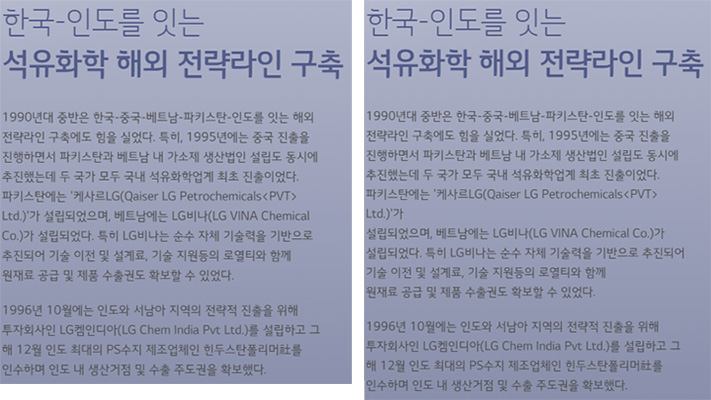 한국-인도를 잇는
석유화학 해외 전략라인 구축
1990년대 중반은 한국-중국-베트남-파키스탄-인도를 잇는 해외
전략라인 구축에도 힘을 실었다. 특히, 1995년에는 중국 진출을
진행하면서 파키스탄과 베트남 내 가소제 생산법인 설립도 동시에
추진했는데 두 국가 모두 국내 석유화학업계 최초 진출이었다.
파키스탄에는 '케사르LG(Qaiser LG Petrochemicals<PVT>
Ltd.)'가 설립되었으며, 베트남에는 LG비나(LG VINA Chemical
Co.)가 설립되었다. 특히 LG비나는 순수 자체 기술력을 기반으로
추진되어 기술 이전 및 설계료, 기술 지원등의 로열티와 함께
원재료 공급 및 제품 수출권도 확보할 수 있었다.
1996년 10월에는 인도와 서남아 지역의 전략적 진출을 위해
투자회사인 LG켐인디아(LG Chem India Pvt Ltd.)를 설립하고 그
해 12월 인도 최대의 PS수지 제조업체인 힌두스탄폴리머社를
인수하며 인도 내 생산거점 및 수출 주도권을 확보했다.
한국-인도를 잇는
석유화학 해외 전략라인 구축
1990년대 중반은 한국-중국-베트남-파키스탄-인도를 잇는 해외
전략라인 구축에도 힘을 실었다. 특히, 1995년에는 중국 진출을
진행하면서 파키스탄과 베트남 내 가소제 생산법인 설립도 동시에
추진했는데 두 국가 모두 국내 석유화학업계 최초 진출이었다.
파키스탄에는 '케사르LG(Qaiser LG Petrochemicals<PVT>
Ltd.)'가
설립되었으며, 베트남에는 LG비나(LG VINA Chemical Co.)가
설립되었다. 특히 LG비나는 순수 자체 기술력을 기반으로 추진되어
기술 이전 및 설계료, 기술 지원등의 로열티와 함께
원재료 공급 및 제품 수출권도 확보할 수 있었다.
1996년 10월에는 인도와 서남아 지역의 전략적 진출을 위해
투자회사인 LG켐인디아(LG Chem India Pvt Ltd.)를 설립하고 그
해 12월 인도 최대의 PS수지 제조업체인 힌두스탄폴리머社를
인수하며 인도 내 생산거점 및 수출 주도권을 확보했다.